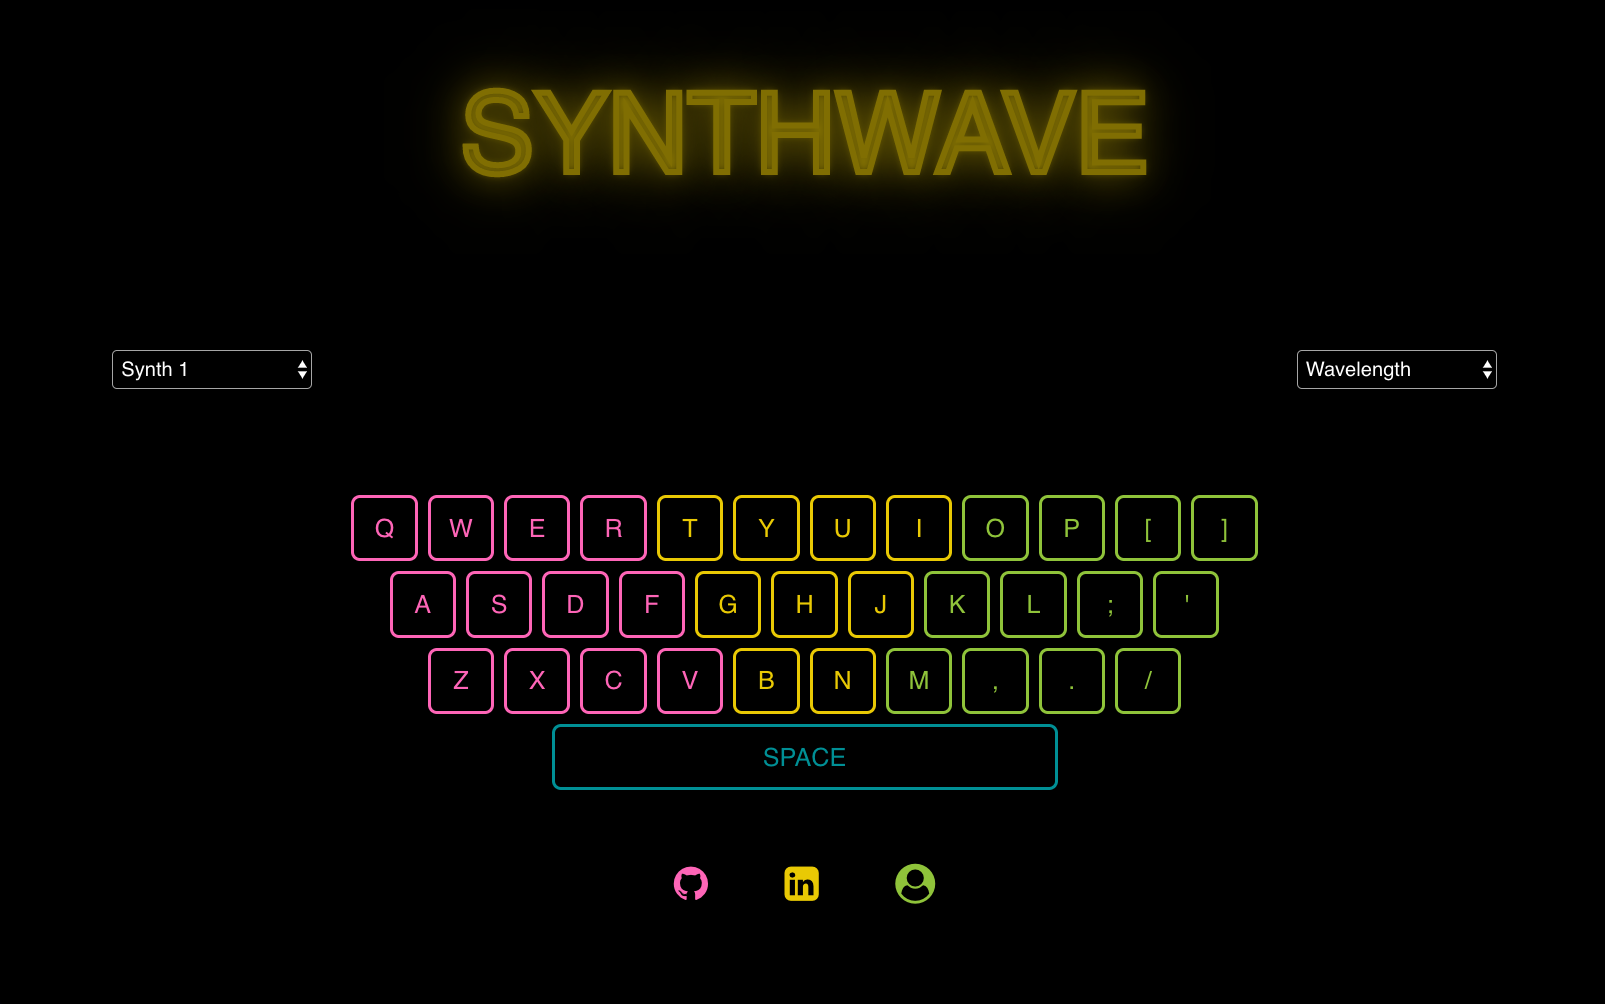 SYNTHWAVE
Synth 1 Wavelength
Q W E R T Y U I O P [ ]
A S D F G H J K L ; '
Z X C V B N M , . /
SPACE
in